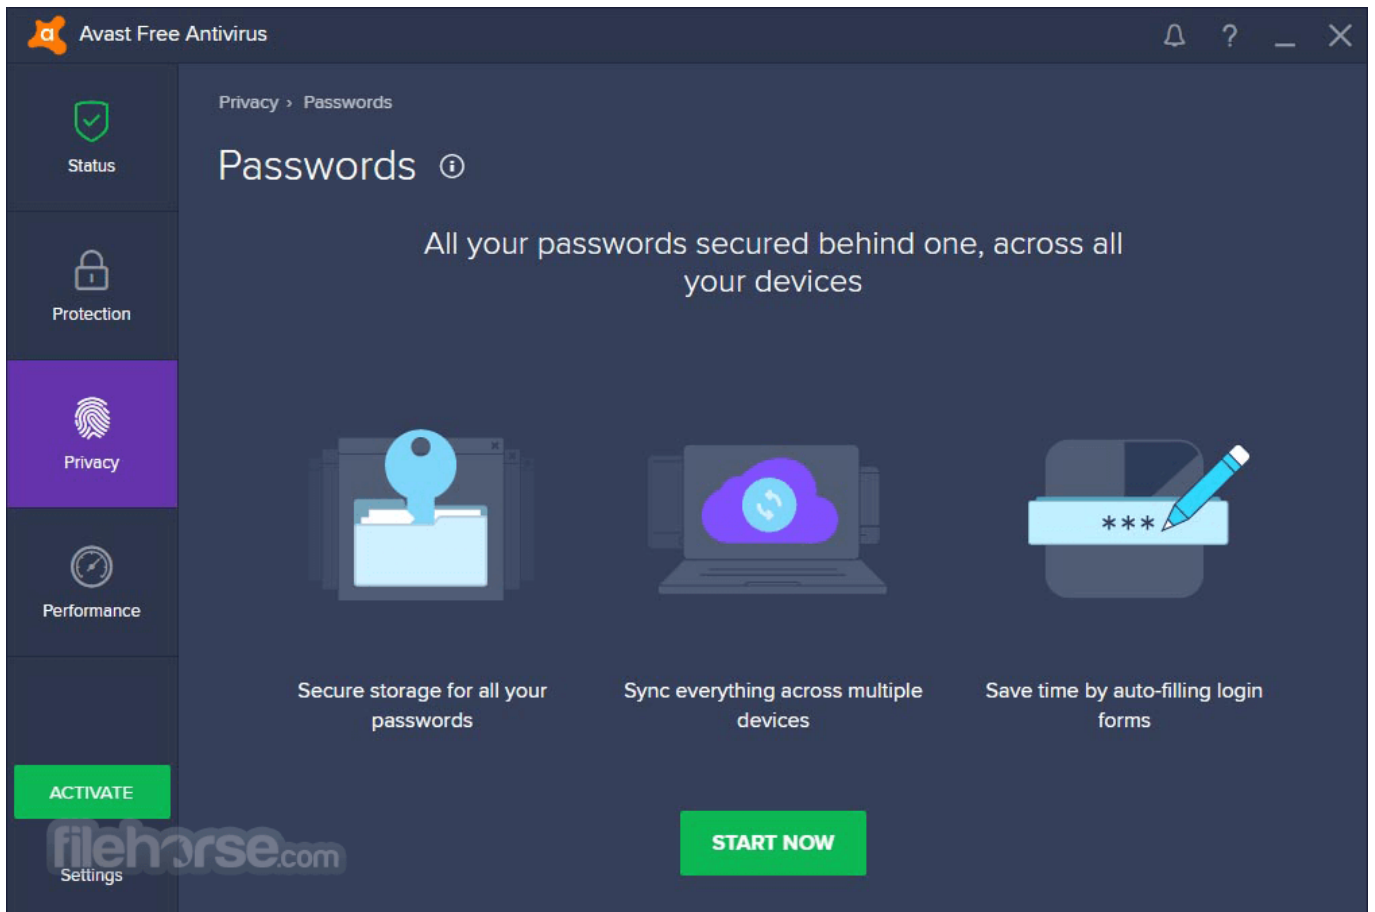 Avast Free Antivirus
?
Privacy › Passwords
Passwords
All your passwords secured behind one, across all
your devices
Status
Protection
Privacy
Performance
***
Secure storage for all your
passwords
Sync everything across multiple
devices
Save time by auto-filling login
forms
ACTIVATE
START NOW
filehorse.com
Settings